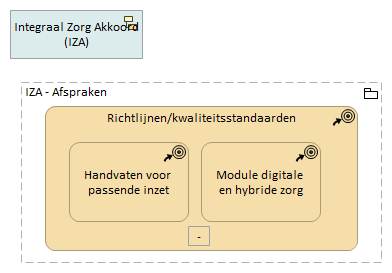 Integraal Zorg Akkoord
(IZA)
IZA - Afspraken
Richtlijnen/kwaliteitsstandaarden
Handvaten voor
passende inzet
Module digitale
en hybride zorg
-